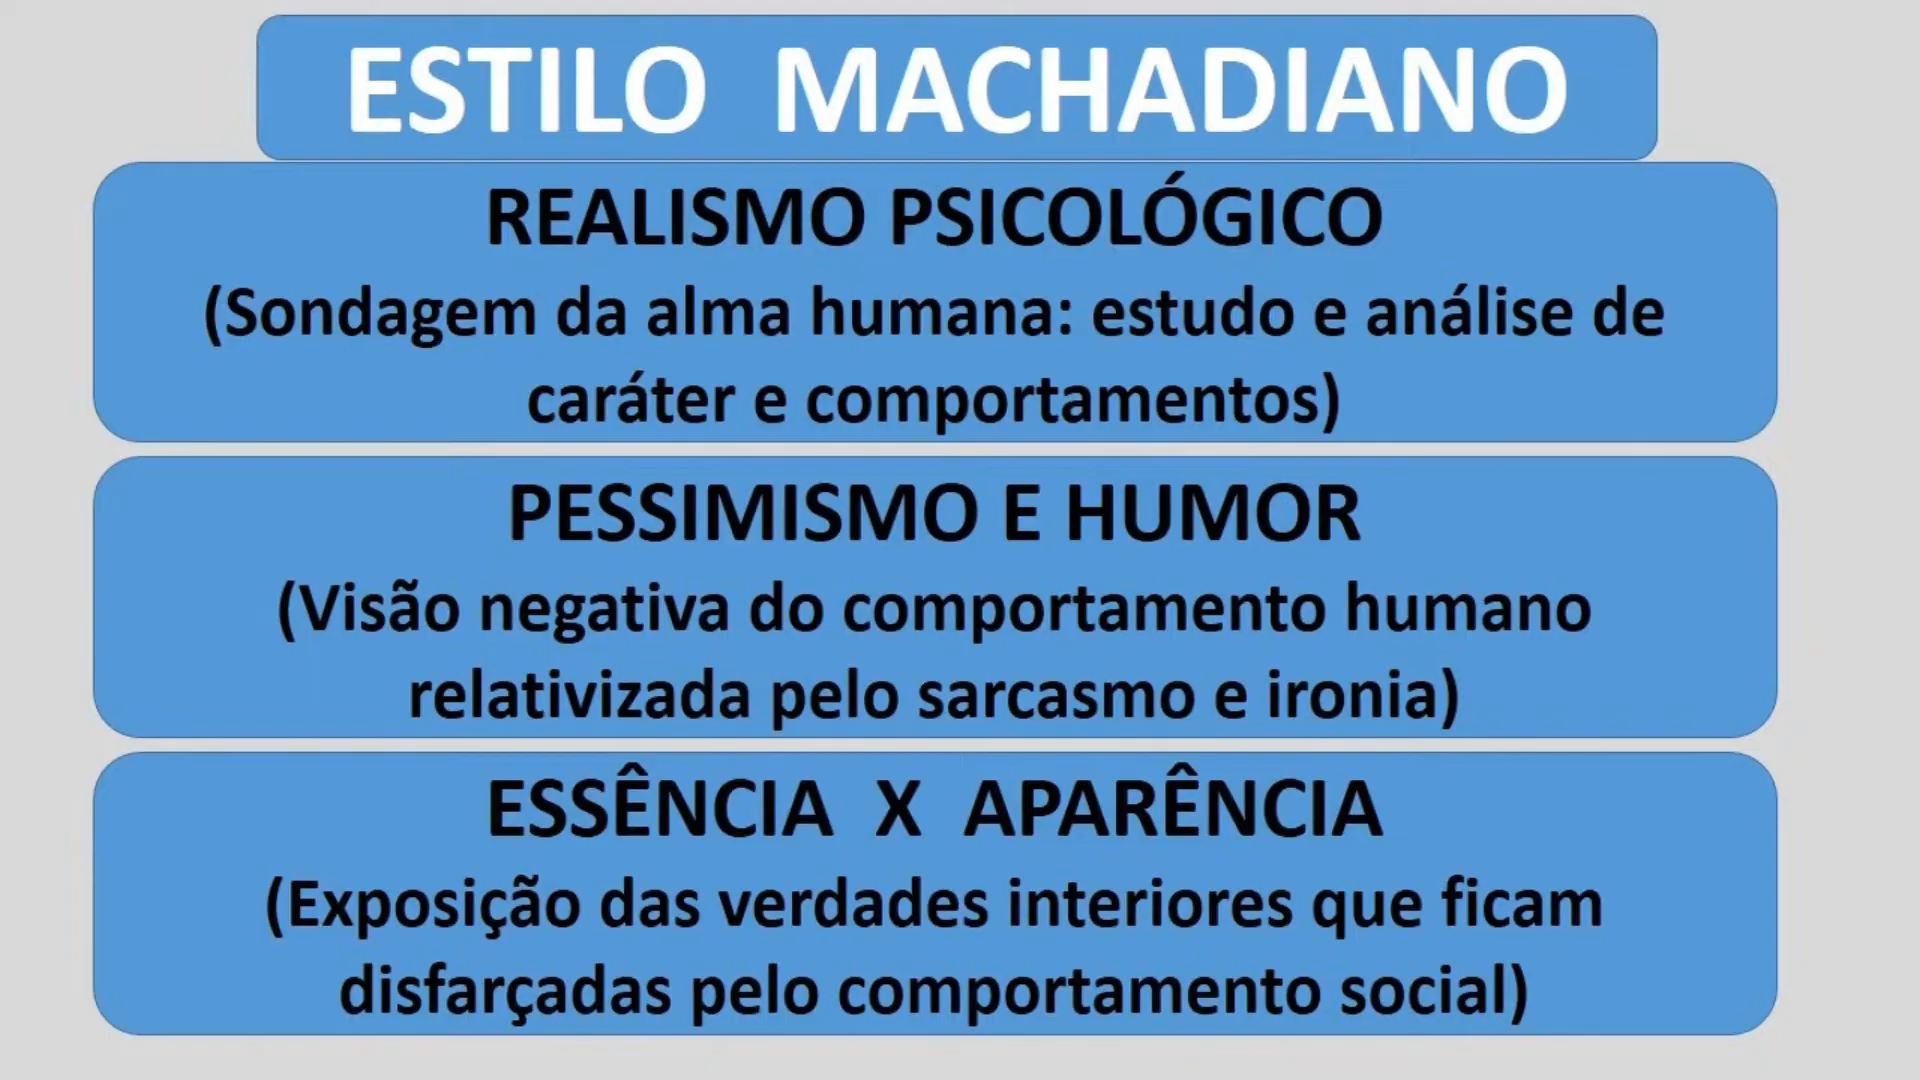 ESTILO MACHADIANO
REALISMO PSICOLÓGICO
(Sondagem da alma humana: estudo e análise de
caráter e comportamentos)
PESSIMISMO E HUMOR
(Visão negativa do comportamento humano
relativizada pelo sarcasmo e ironia)
ESSÊNCIA X APARÊNCIA
(Exposição das verdades interiores que ficam
disfarçadas pelo comportamento social)